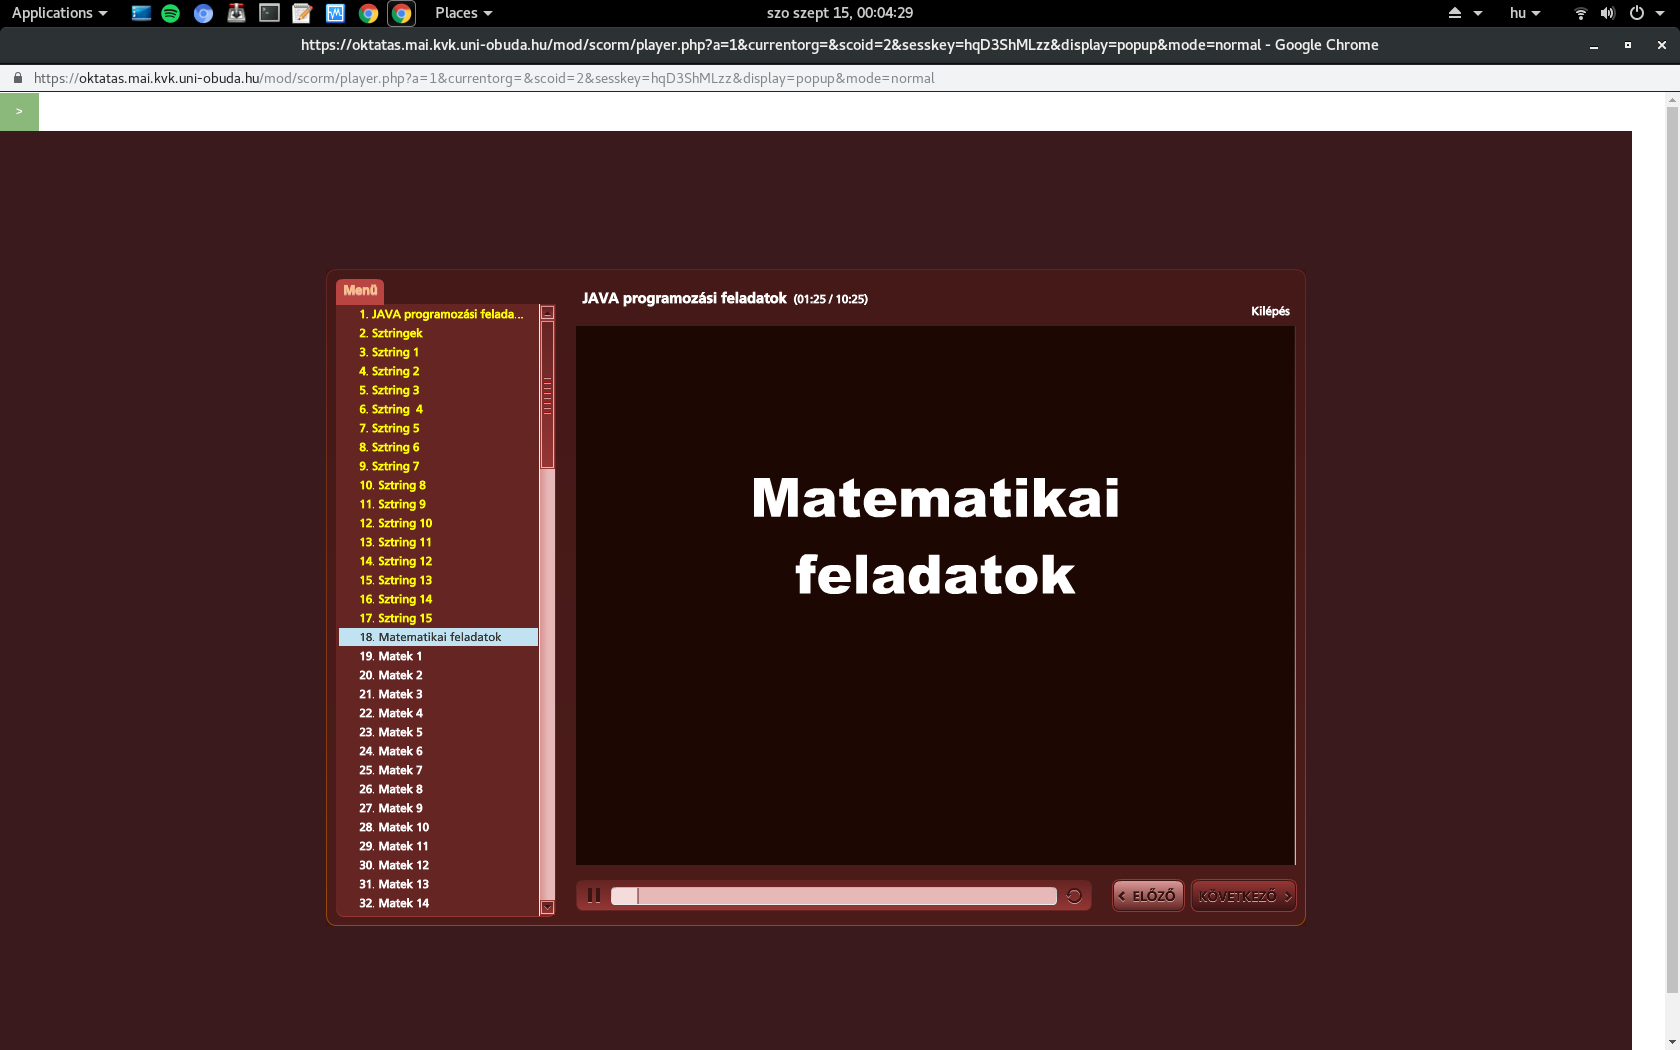 Applications
Places
szo szept 15, 00:04:29
hu
https://oktatas.mai.kvk.uni-obuda.hu/mod/scorm/player.php?a=1&currentorg=&scoid=2&sesskey=hqD3ShMLzz&display=popup&mode=normal - Google Chrome
https://oktatas.mai.kvk.uni-obuda.hu/mod/scorm/player.php?a=1&currentorg=&scoid=2&sesskey=hqD3ShMLzz&display=popup&mode=normal
>
Menü
1. JAVA programozási felada...
2. Sztringek
3. Sztring 1
4. Sztring 2
5. Sztring 3
6. Sztring  4
7. Sztring 5
8. Sztring 6
9. Sztring 7
10. Sztring 8
11. Sztring 9
12. Sztring 10
13. Sztring 11
14. Sztring 12
15. Sztring 13
16. Sztring 14
17. Sztring 15
18. Matematikai feladatok
19. Matek 1
20. Matek 2
21. Matek 3
22. Matek 4
23. Matek 5
24. Matek 6
25. Matek 7
26. Matek 8
27. Matek 9
28. Matek 10
29. Matek 11
30. Matek 12
31. Matek 13
32. Matek 14
JAVA programozási feladatok (01:25 / 10:25)
Kilépés
Matematikai
feladatok
< ELŐZŐ
KÖVETKEZŐ >